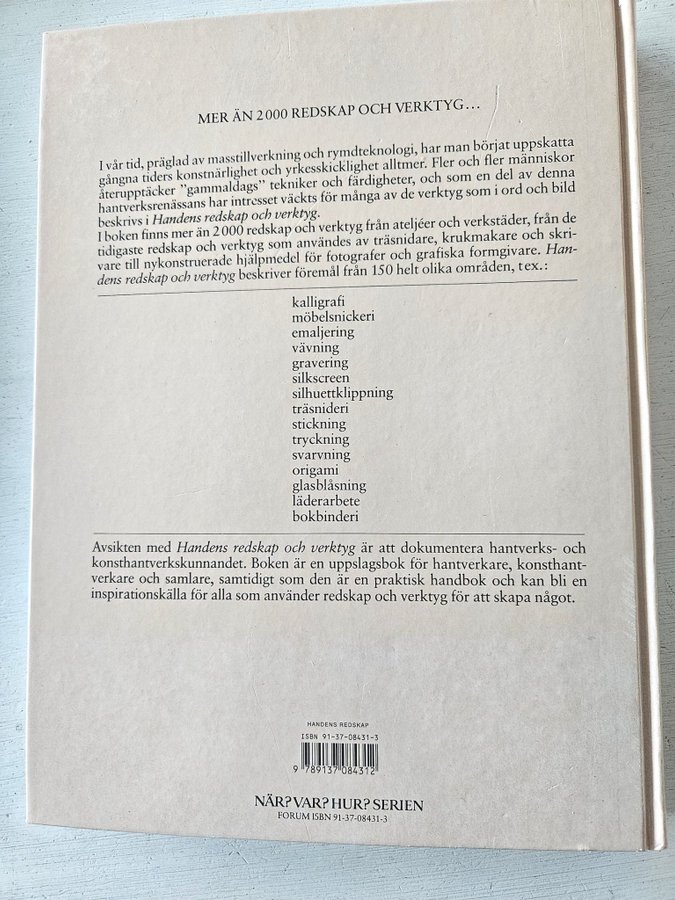 MER ÄN 2000 REDSKAP OCH VERKTYG...
I vår tid, präglad av masstillverkning och rymdteknologi, har man börjat uppskatta
gångna tiders konstnärlighet och yrkesskicklighet alltmer. Fler och fler människor
återupptäcker "gammaldags" tekniker och färdigheter, och som en del av denna
hantverksrenässans har intresset väckts för många av de verktyg som i ord och bild
beskrivs i Handens redskap och verktyg.
I boken finns mer än 2000 redskap och verktyg från ateljéer och verkstäder, från de
tidigaste redskap och verktyg som användes av träsnidare, krukmakare och skri-
vare till nykonstruerade hjälpmedel för fotografer och grafiska formgivare. Han-
dens redskap och verktyg beskriver föremål från 150 helt olika områden, t ex.:
kalligrafi
möbelsnickeri
emaljering
vävning
gravering
silkscreen
silhuettklippning
träsnideri
stickning
tryckning
svarvning
origami
glasblåsning
läderarbete
bokbinderi
Avsikten med Handens redskap och verktyg är att dokumentera hantverks- och
konsthantverkskunnandet. Boken är en uppslagsbok för hantverkare, konsthant-
verkare och samlare, samtidigt som den är en praktisk handbok och kan bli en
inspirationskälla för alla som använder redskap och verktyg för att skapa något.
HANDENS REDSKAP
ISBN 91-37-08431-3
9 789137 084312
NÄR? VAR? HUR? SERIEN
FORUM ISBN 91-37-08431-3